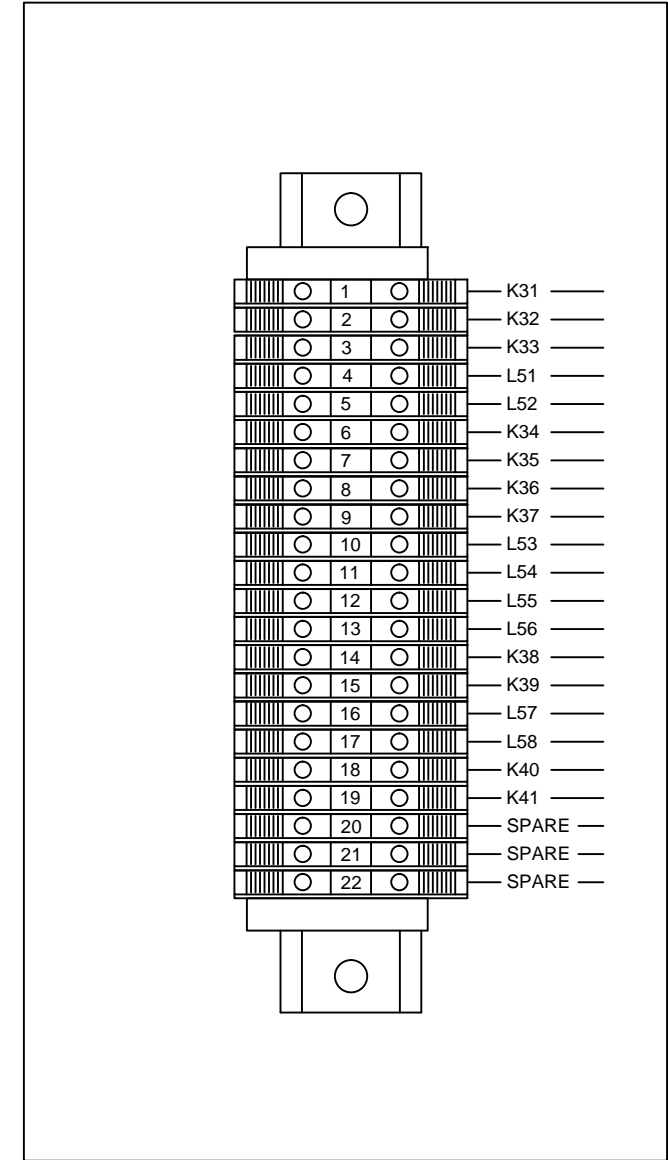 1 K31
2 K32
3 K33
4 L51
5 L52
6 K34
7 K35
8 K36
9 K37
10 L53
11 L54
12 L55
13 L56
14 K38
15 K39
16 L57
17 L58
18 K40
19 K41
20 SPARE
21 SPARE
22 SPARE